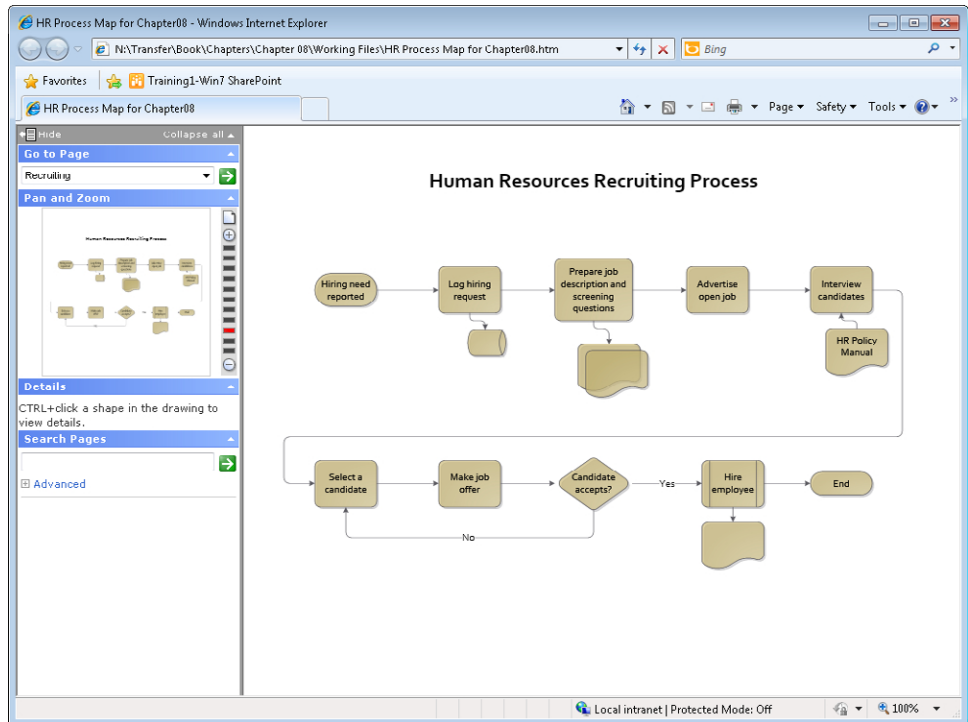 HR Process Map for Chapter08 - Windows Internet Explorer
N:\Transfer\Book\Chapters\Chapter 08\Working Files\HR Process Map for Chapter08.htm
Bing
Favorites
Training1-Win7 SharePoint
HR Process Map for Chapter08
Page
Safety
Tools
Hide
Collapse all
Go to Page
Recruiting
Pan and Zoom
Details
CTRL+click a shape in the drawing to
view details.
Search Pages
Advanced
Human Resources Recruiting Process
Hiring need
reported
Log hiring
request
Prepare job
description and
screening
questions
Advertise
open job
Interview
candidates
HR Policy
Manual
Select a
candidate
Make job
offer
Candidate
accepts?
Yes
Hire
employee
End
No
Local intranet | Protected Mode: Off
100%